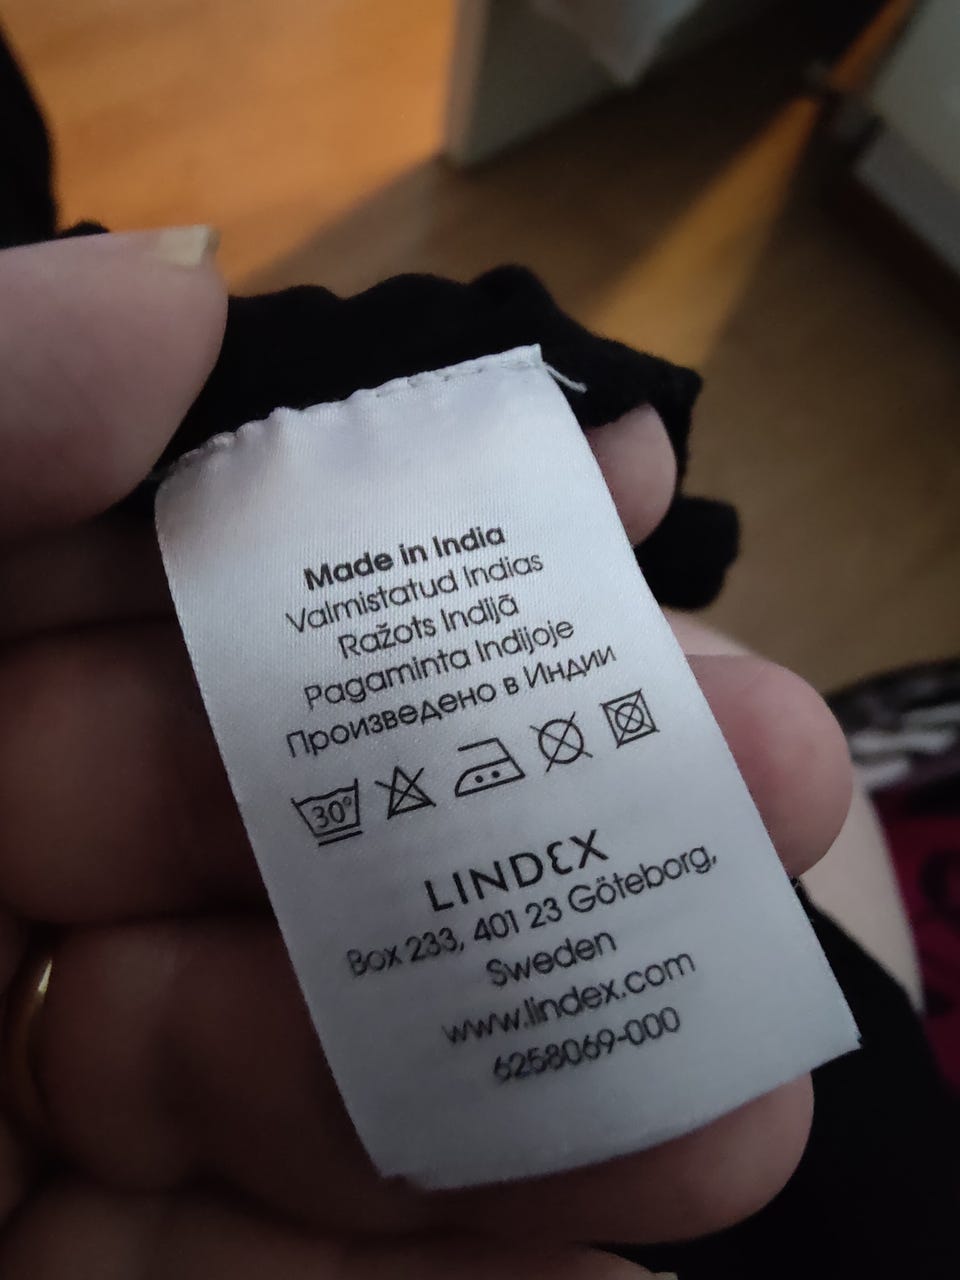 Made in India
Valmistatud Indias
Ražots Indijā
Pagaminta Indijoje
Произведено в Индии
30°
LINDEX
Box 233, 401 23 Göteborg,
Sweden
www.lindex.com
6258069-000